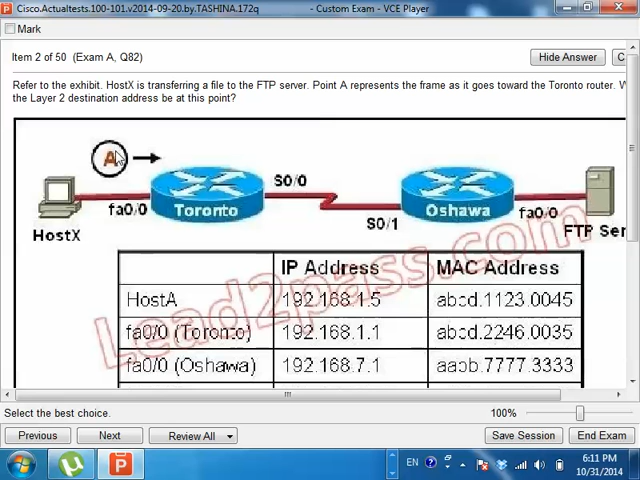 Cisco.Actualtests.100-101.v2014-09-20.by.TASHINA.172q - Custom Exam - VCE Player
Mark
Item 2 of 50 (Exam A, Q82)
Hide Answer
Refer to the exhibit. HostX is transferring a file to the FTP server. Point A represents the frame as it goes toward the Toronto router.
the Layer 2 destination address be at this point?
A
S0/0
Toronto
Oshawa
fa0/0
fa0/0
S0/1
HostX
FTP Ser
IP Address MAC Address
HostA 192.168.1.5 abcd.1123.0045
fa0/0 (Toronto) 192.168.1.1 abcd.2246.0035
fa0/0 (Oshawa) 192.168.7.1 aabb.7777.3333
Lead2pass.com
Select the best choice. 100%
Previous Next Review All Save Session End Exam
EN 6:11 PM
10/31/2014